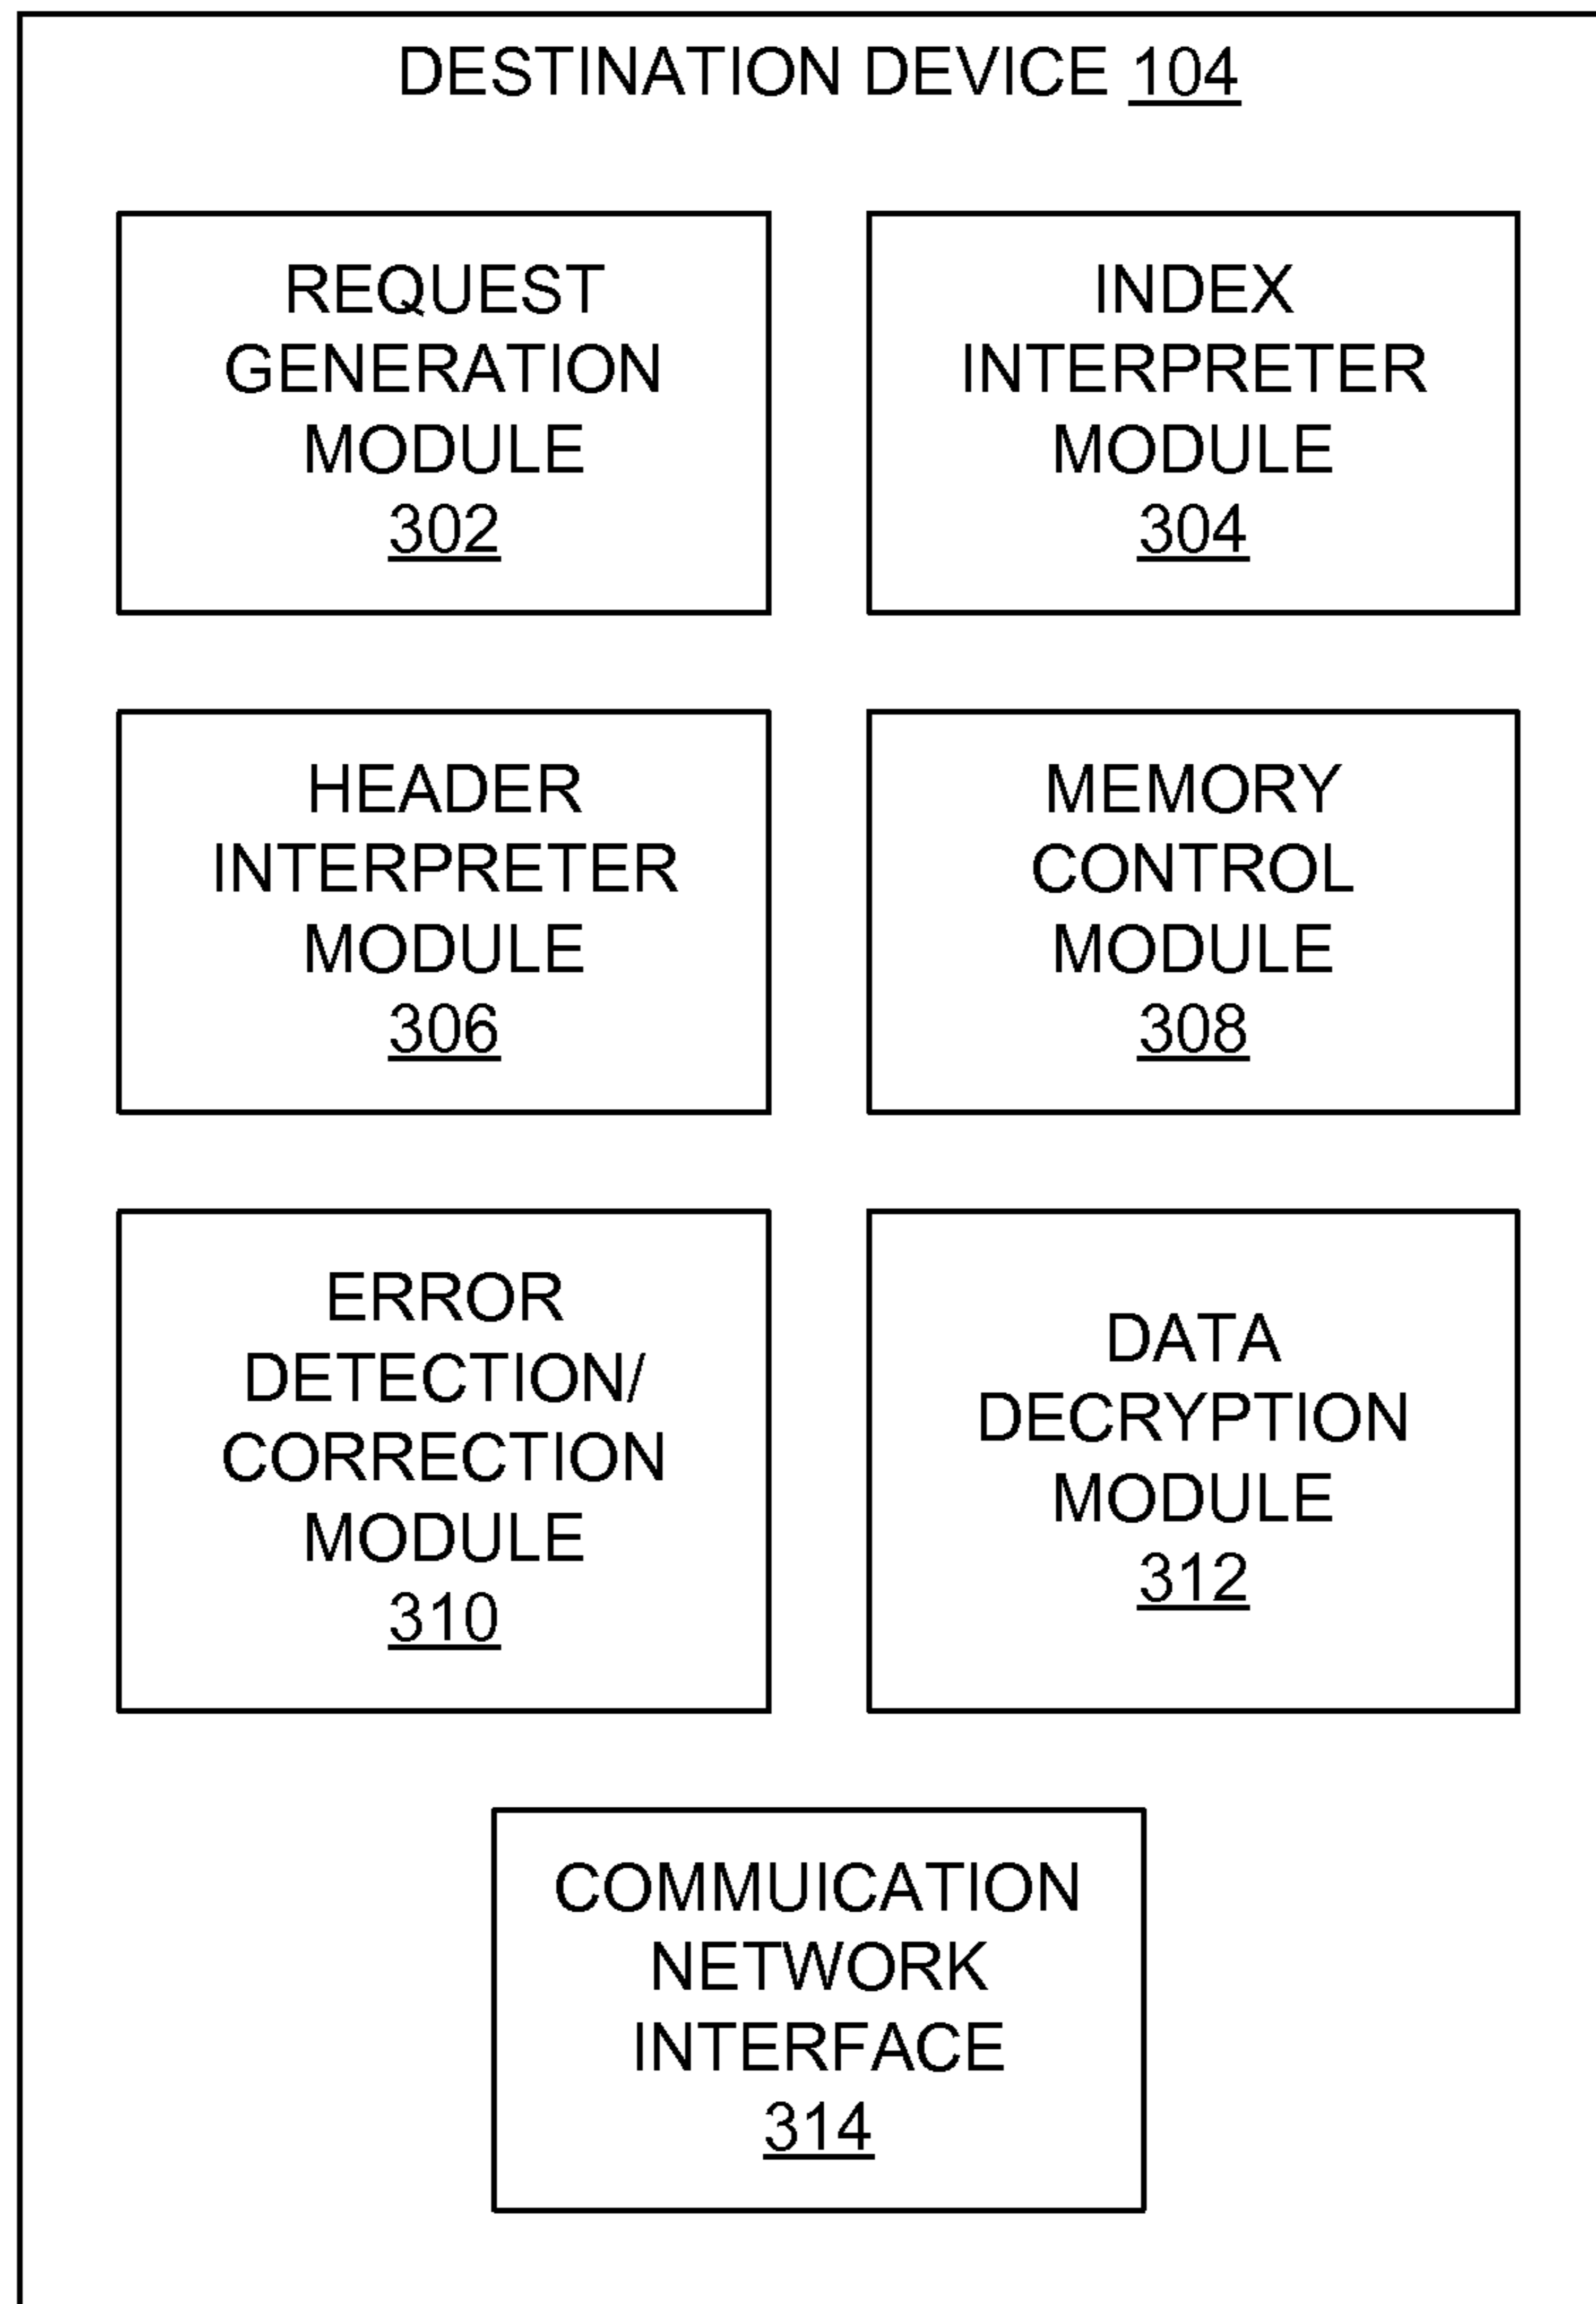 DESTINATION DEVICE 104
REQUEST
GENERATION
MODULE
302
INDEX
INTERPRETER
MODULE
304
HEADER
INTERPRETER
MODULE
306
MEMORY
CONTROL
MODULE
308
ERROR
DETECTION/
CORRECTION
MODULE
310
DATA
DECRYPTION
MODULE
312
COMMUICATION
NETWORK
INTERFACE
314